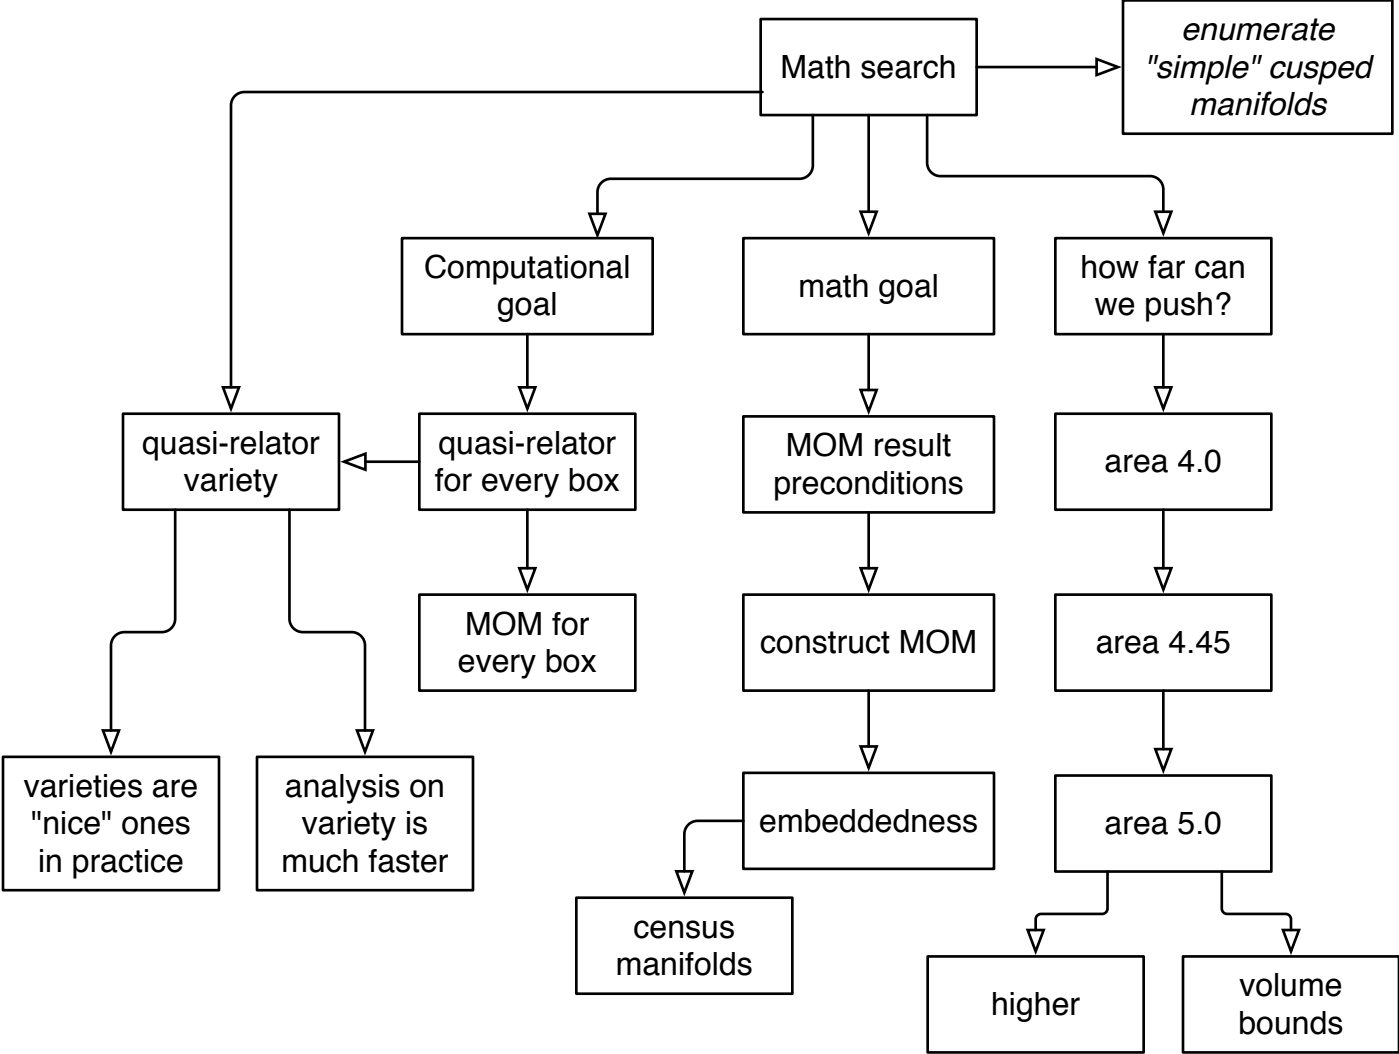 Math search
enumerate
"simple" cusped
manifolds
Computational
goal
math goal
how far can
we push?
quasi-relator
variety
quasi-relator
for every box
MOM result
preconditions
area 4.0
MOM for
every box
construct MOM
area 4.45
varieties are
"nice" ones
in practice
analysis on
variety is
much faster
embeddedness
area 5.0
census
manifolds
higher
volume
bounds